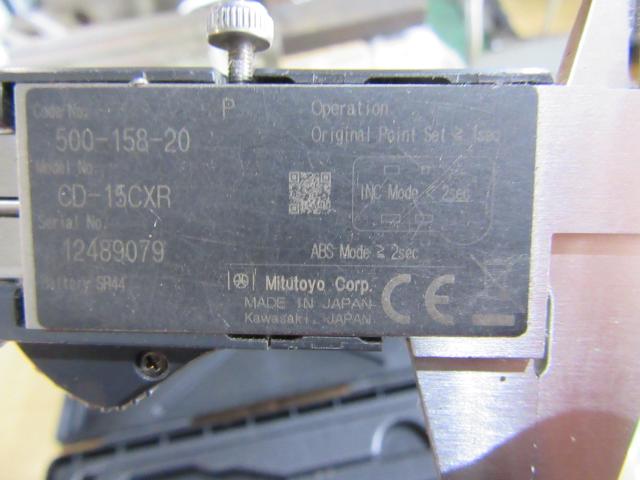 Code No.
500-158-20
Model No.
CD-15CXR
Serial No.
12489079
Battery SR44
P
Operation
Original Point Set ≧ 1sec
INC Mode < 2sec
ABS Mode ≧ 2sec
Mitutoyo Corp.
MADE IN JAPAN
Kawasaki, JAPAN
CE